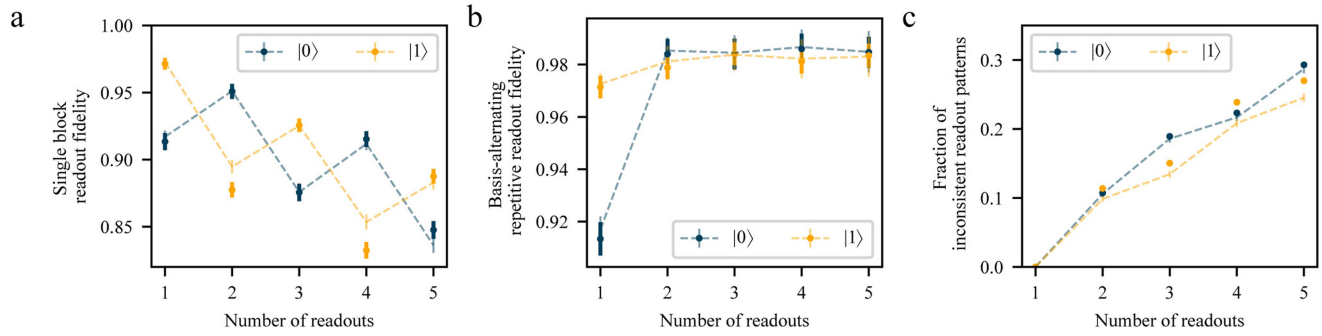 a
1.00
0.95
0.90
0.85
Single block
readout fidelity
|0⟩ |1⟩
1 2 3 4 5
Number of readouts
b
0.98
0.96
0.94
0.92
Basis-alternating
repetitive readout fidelity
|0⟩ |1⟩
1 2 3 4 5
Number of readouts
c
0.3
0.2
0.1
0.0
Fraction of
inconsistent readout patterns
|0⟩ |1⟩
1 2 3 4 5
Number of readouts